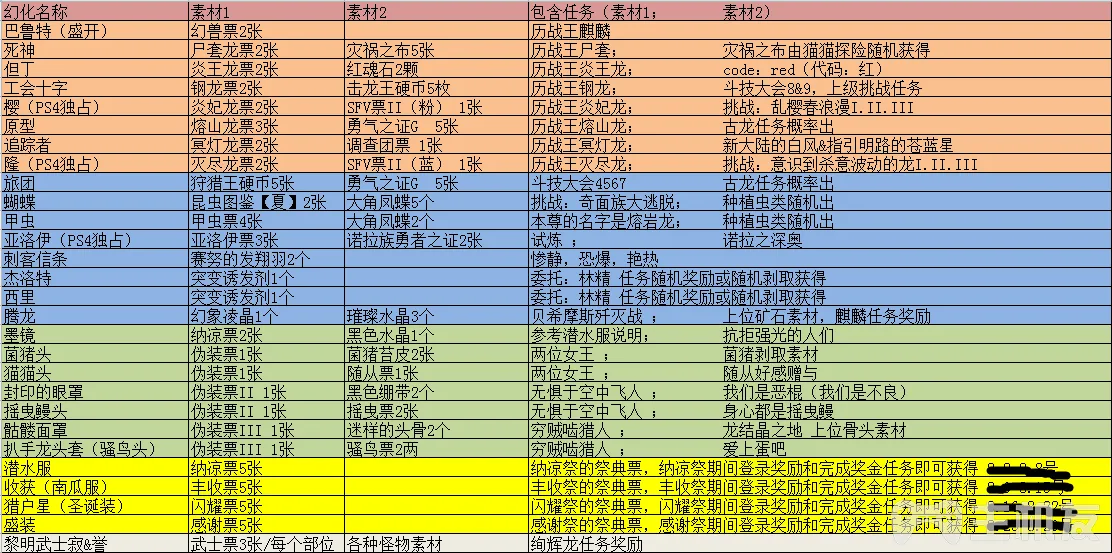 幻化名称 素材1 素材2 包含任务（素材1； 素材2）
巴鲁特（盛开） 幻兽票2张 历战王麒麟
死神 尸套龙票2张 灾祸之布5张 历战王尸套； 灾祸之布由猫猫探险随机获得
但丁 炎王龙票2张 红魂石2颗 历战王炎王龙； code：red（代码：红）
工会十字 钢龙票2张 击龙王硬币5枚 历战王钢龙； 斗技大会8&9，上级挑战任务
樱（PS4独占） 炎妃龙票2张 SFV票II（粉） 1张 历战王炎妃龙； 挑战：乱樱春浪漫I.II.III
原型 熔山龙票3张 勇气之证G 5张 历战王熔山龙； 古龙任务概率出
追踪者 冥灯龙票2张 调查团票 1张 历战王冥灯龙； 新大陆的白风&指引明路的苍蓝星
隆（PS4独占） 灭尽龙票2张 SFV票II（蓝） 1张 历战王灭尽龙； 挑战：意识到杀意波动的龙I.II.III
旅团 狩猎王硬币5张 勇气之证G 5张 斗技大会4567 古龙任务概率出
蝴蝶 昆虫图鉴【夏】2张 大角凤蝶5个 挑战：奇面族大逃脱； 种植虫类随机出
甲虫 甲虫票4张 大角凤蝶2个 本尊的名字是熔岩龙； 种植虫类随机出
亚洛伊（PS4独占） 亚洛伊票3张 诺拉族勇者之证2张 试炼 ； 诺拉之深奥
刺客信条 赛努的发翔羽2个 惨静，恐爆，艳热
杰洛特 突变诱发剂1个 委托：林精 任务随机奖励或随机剥取获得
西里 突变诱发剂1个 委托：林精 任务随机奖励或随机剥取获得
腾龙 幻象凌晶1个 璀璨水晶3个 贝希摩斯歼灭战 ； 上位矿石素材，麒麟任务奖励
墨镜 纳凉票2张 黑色水晶1个 参考潜水服说明； 抗拒强光的人们
菌猪头 伪装票1张 菌猪苔皮2张 两位女王 ； 菌猪剥取素材
猫猫头 伪装票1张 随从票1张 两位女王 ； 随从好感赠与
封印的眼罩 伪装票II 1张 黑色绷带2个 无惧于空中飞人 ； 我们是恶棍（我们是不良）
摇曳鳗头 伪装票II 1张 摇曳票2张 无惧于空中飞人 ； 身心都是摇曳鳗
骷髅面罩 伪装票III 1张 迷样的头骨2个 穷贼啮猎人 ； 龙结晶之地 上位骨头素材
扒手龙头套（骚鸟头） 伪装票III 1张 骚鸟票2两 穷贼啮猎人 ； 爱上蛋吧
潜水服 纳凉票5张 纳凉祭的祭典票，纳凉祭期间登录奖励和完成奖金任务即可获得
收获（南瓜服） 丰收票5张 丰收祭的祭典票，丰收祭期间登录奖励和完成奖金任务即可获得
猎户星（圣诞装） 闪耀票5张 闪耀祭的祭典票，闪耀祭期间登录奖励和完成奖金任务即可获得
盛装 感谢票5张 感谢祭的祭典票，感谢祭期间登录奖励和完成奖金任务即可获得
黎明武士寂&誉 武士票3张/每个部位 各种怪物素材 绚辉龙任务奖励